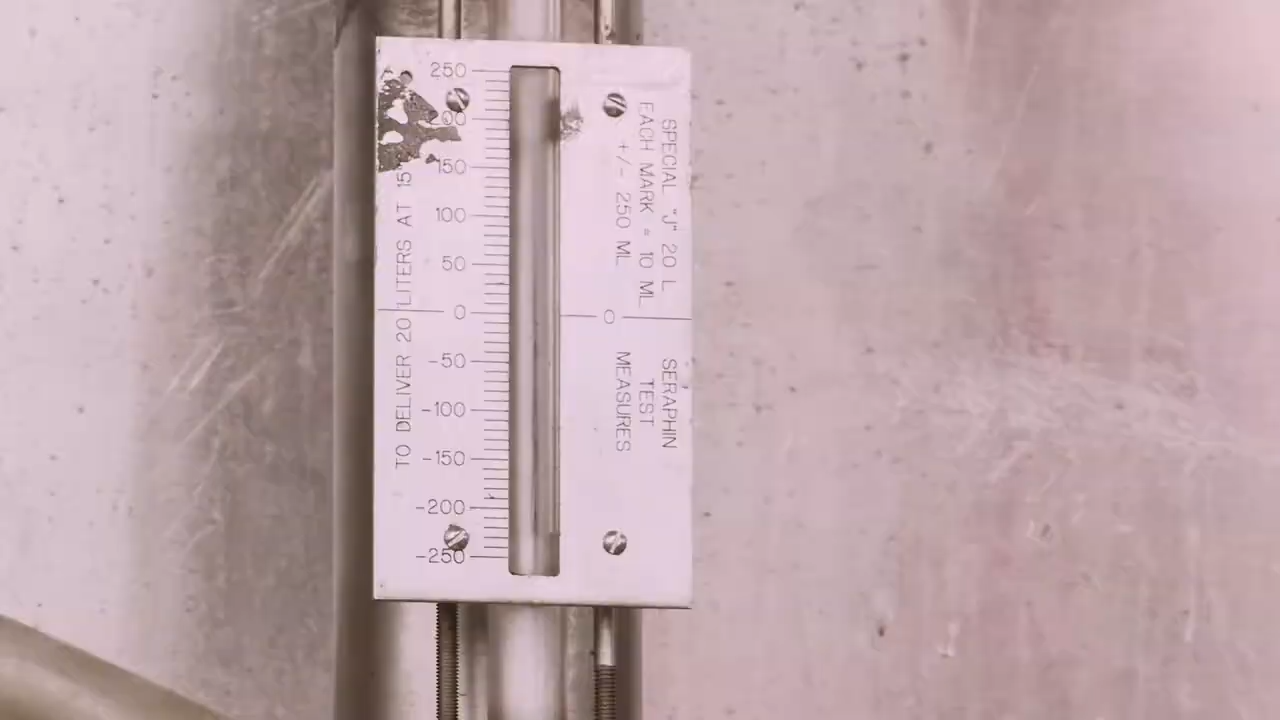 250
150
100
50
0
-50
-100
-150
-200
-250
TO DELIVER 20 LITERS AT 15°
SPECIAL "J" 20 L
EACH MARK = 10 ML
+/- 250 ML
0
SERAPHIN
TEST
MEASURES